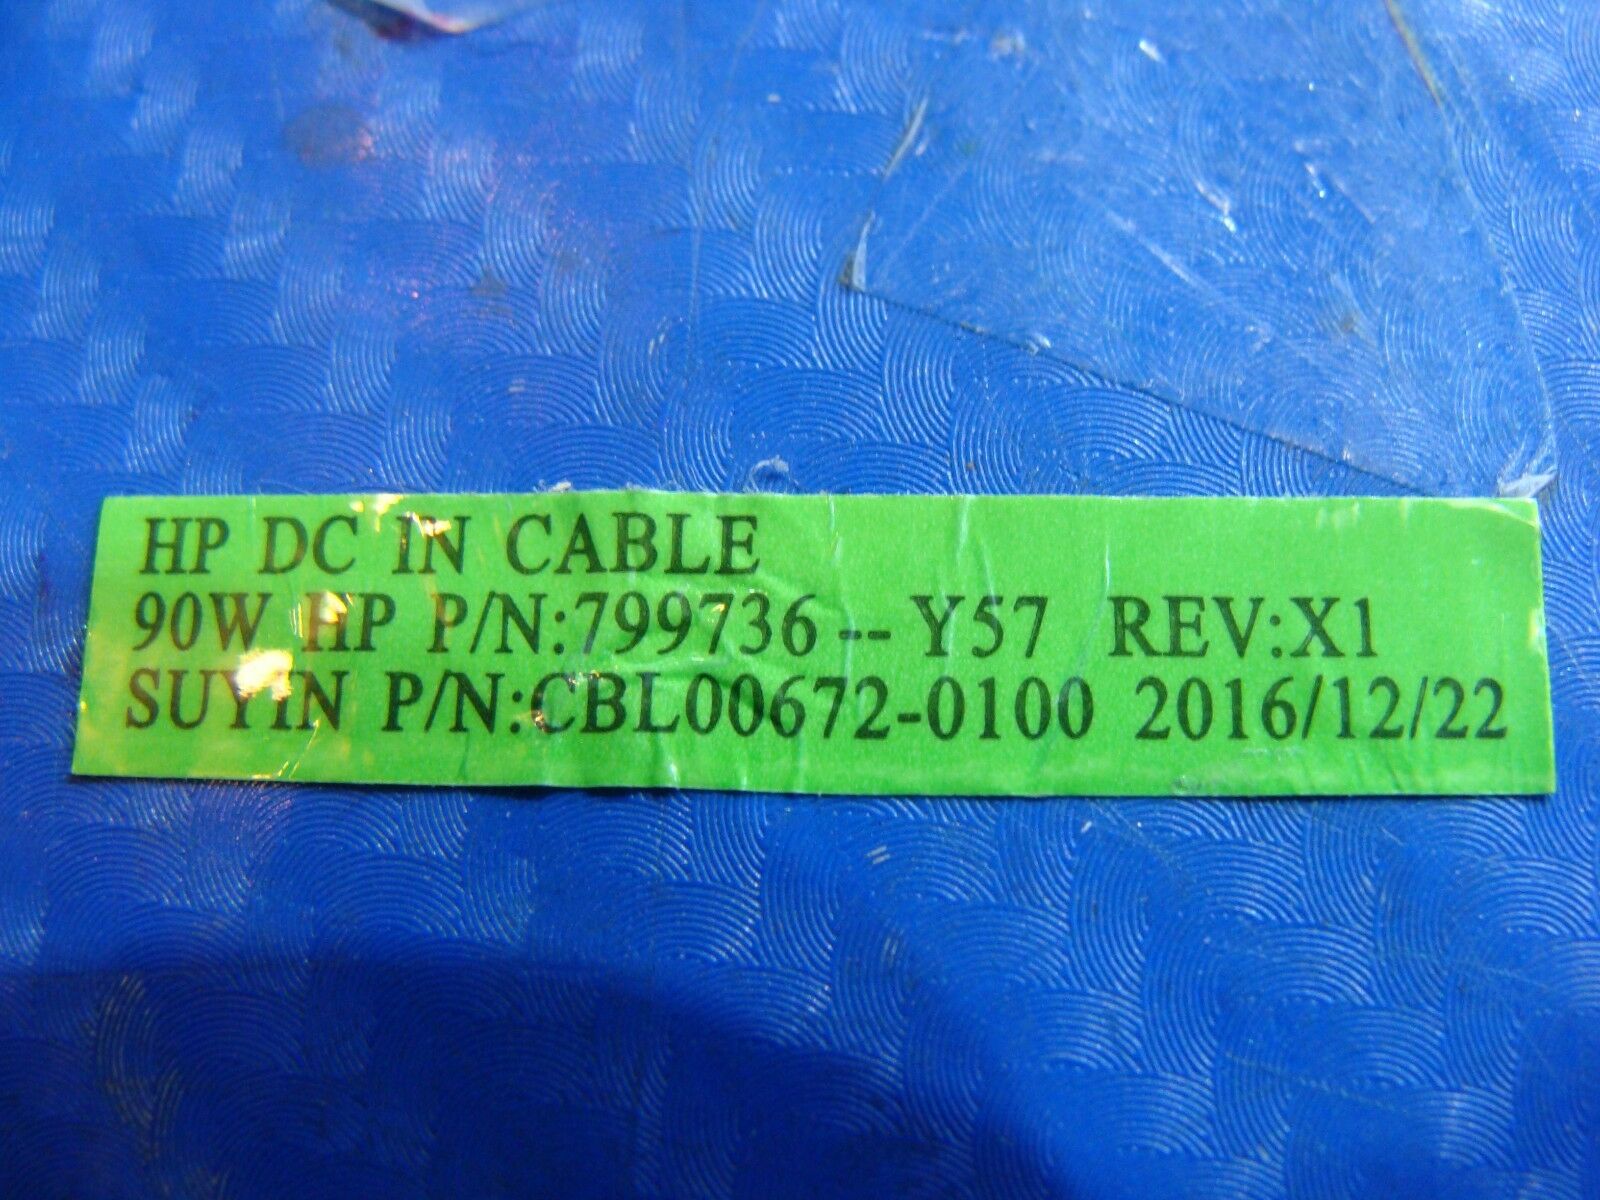 HP DC IN CABLE
90W HP P/N:799736--Y57 REV:X1
SUYIN P/N:CBL00672-0100 2016/12/22